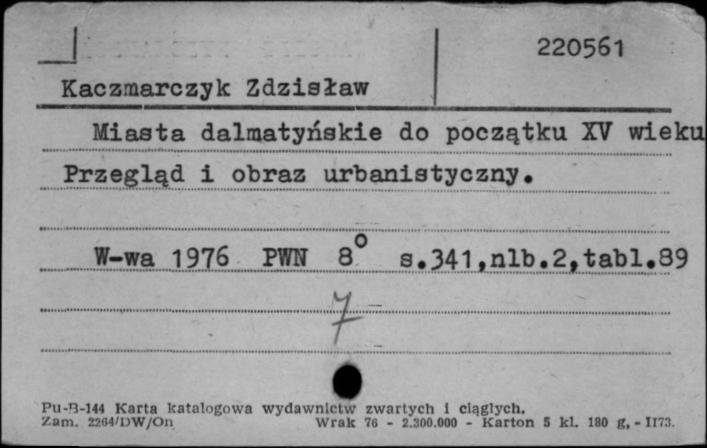 220561
Kaczmarczyk Zdzisław
Miasta dalmatyńskie do początku XV wieku
Przegląd i obraz urbanistyczny.
W-wa 1976 PWN 8° s.341,nlb.2,tabl.89
7
Pu-B-144 Karta katalogowa wydawnictw zwartych i ciągłych.
Zam. 2264/DW/On Wrak 76 - 2.300.000 - Karton 5 kl. 180 g, - II73.